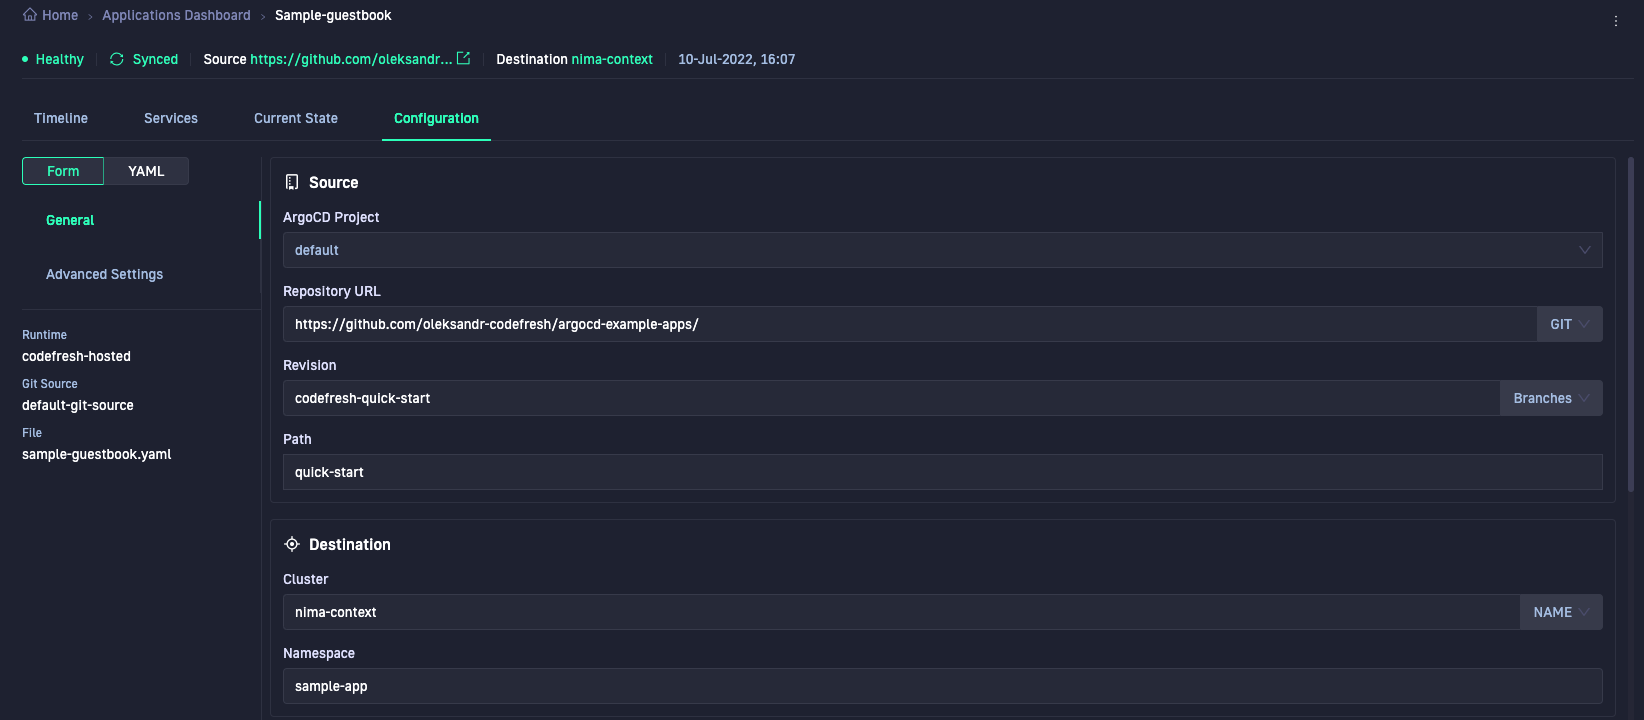 Home > Applications Dashboard > Sample-guestbook
Healthy Synced Source https://github.com/oleksandr... Destination nima-context 10-Jul-2022, 16:07
Timeline Services Current State Configuration
Form YAML
General
Advanced Settings
Runtime
codefresh-hosted
Git Source
default-git-source
File
sample-guestbook.yaml
Source
ArgoCD Project
default
Repository URL
https://github.com/oleksandr-codefresh/argocd-example-apps/ GIT
Revision
codefresh-quick-start Branches
Path
quick-start
Destination
Cluster
nima-context NAME
Namespace
sample-app